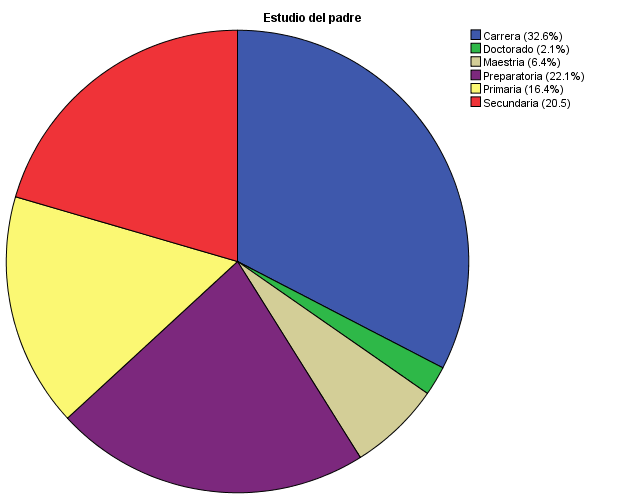 Estudio del padre
Carrera (32.6%)
Doctorado (2.1%)
Maestria (6.4%)
Preparatoria (22.1%)
Primaria (16.4%)
Secundaria (20.5)